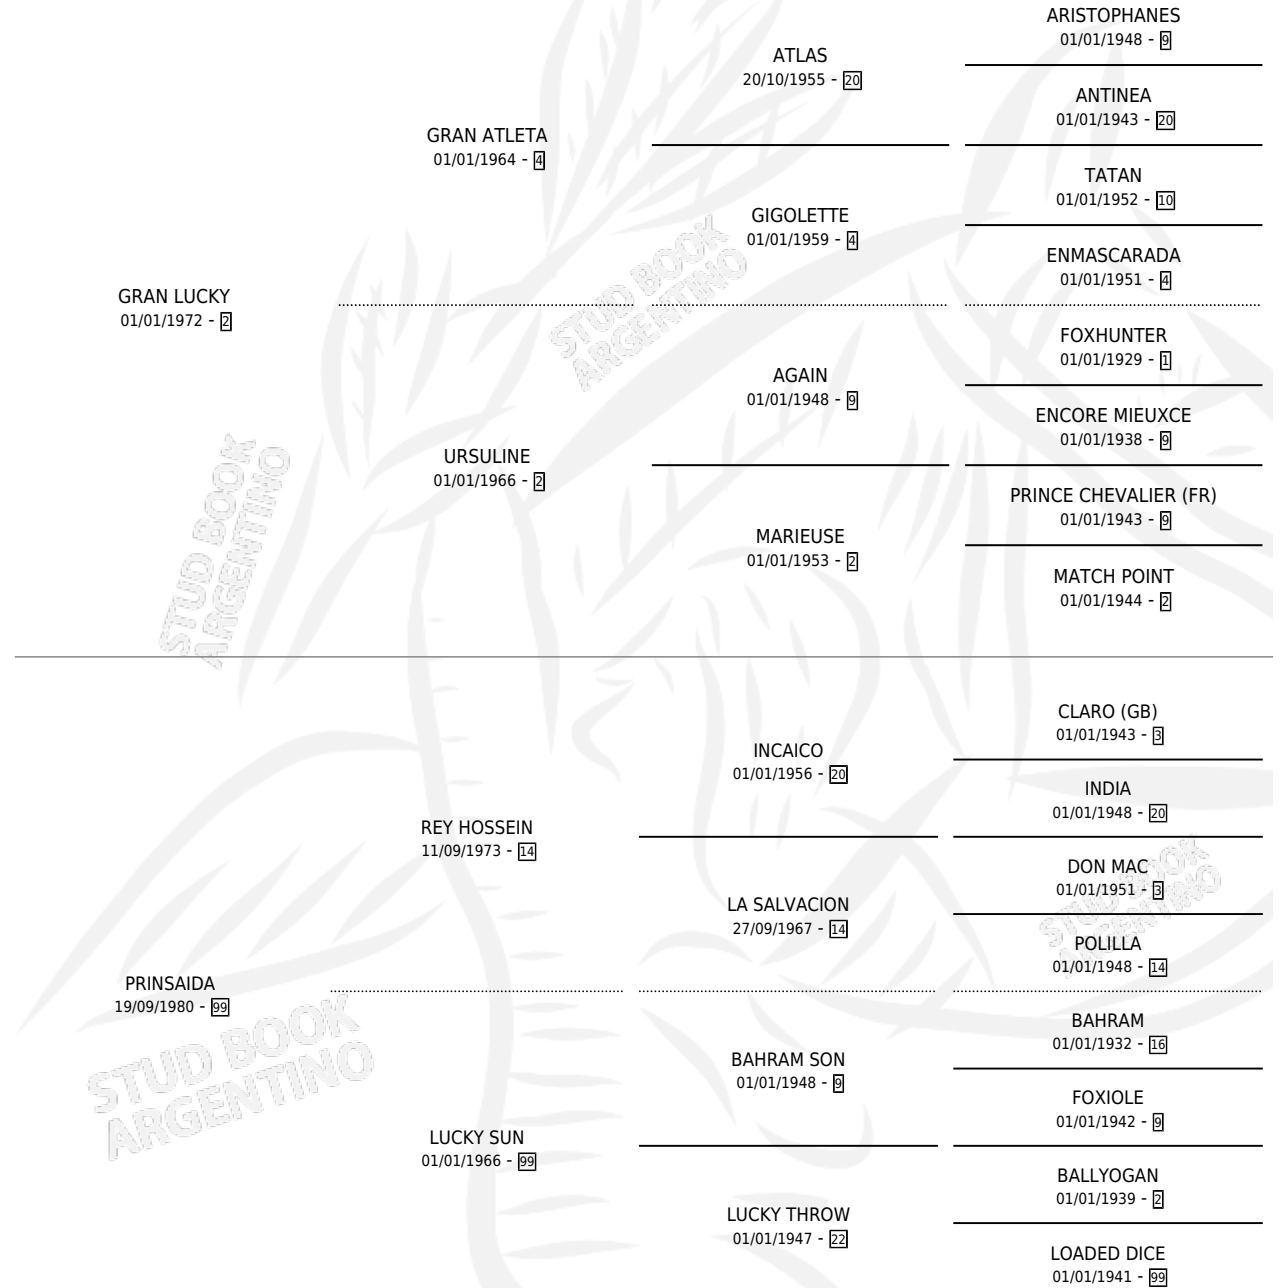 GRAN LUCKY
01/01/1972 - 2
GRAN ATLETA
01/01/1964 - 4
URSULINE
01/01/1966 - 2
ATLAS
20/10/1955 - 20
GIGOLETTE
01/01/1959 - 4
AGAIN
01/01/1948 - 9
MARIEUSE
01/01/1953 - 2
ARISTOPHANES
01/01/1948 - 9
ANTINEA
01/01/1943 - 20
TATAN
01/01/1952 - 10
ENMASCARADA
01/01/1951 - 4
FOXHUNTER
01/01/1929 - 1
ENCORE MIEUXCE
01/01/1938 - 9
PRINCE CHEVALIER (FR)
01/01/1943 - 9
MATCH POINT
01/01/1944 - 2
STUD BOOK
ARGENTINO
STUD BOOK
ARGENTINO
PRINSAIDA
19/09/1980 - 99
REY HOSSEIN
11/09/1973 - 14
LUCKY SUN
01/01/1966 - 99
INCAICO
01/01/1956 - 20
LA SALVACION
27/09/1967 - 14
BAHRAM SON
01/01/1948 - 9
LUCKY THROW
01/01/1947 - 22
CLARO (GB)
01/01/1943 - 3
INDIA
01/01/1948 - 20
DON MAC
01/01/1951 - 3
POLILLA
01/01/1948 - 14
BAHRAM
01/01/1932 - 16
FOXIOLE
01/01/1942 - 9
BALLYOGAN
01/01/1939 - 2
LOADED DICE
01/01/1941 - 99
STUD BOOK
ARGENTINO
STUD BOOK
ARGENTINO